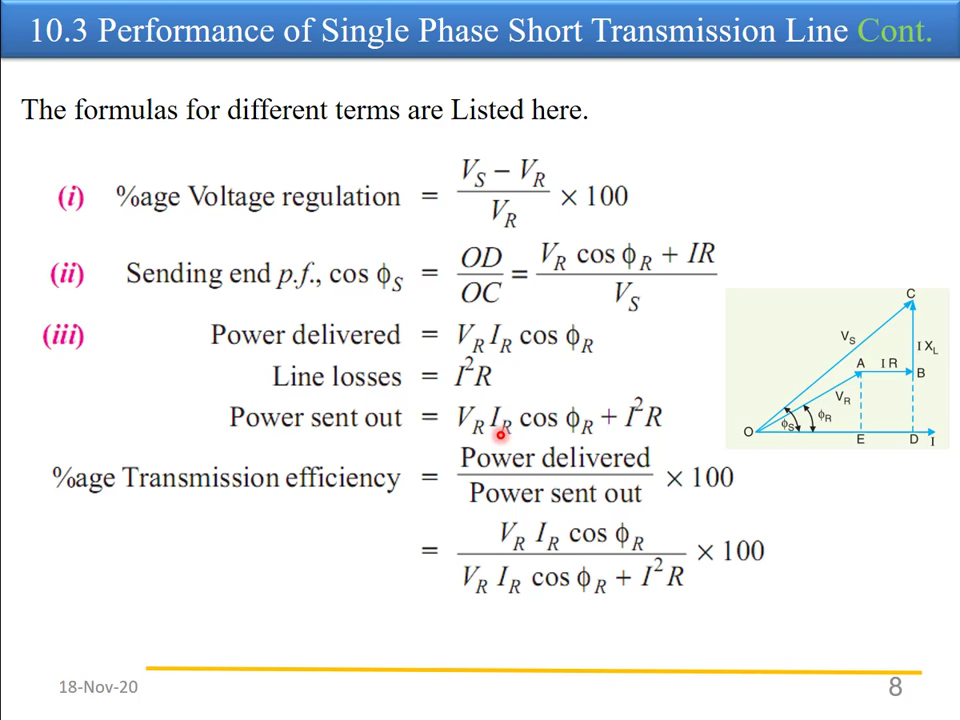 10.3 Performance of Single Phase Short Transmission Line Cont.
The formulas for different terms are Listed here.
(i) %age Voltage regulation = (V_S − V_R) / V_R × 100
(ii) Sending end p.f., cos ϕ_S = OD / OC = (V_R cos ϕ_R + IR) / V_S
(iii) Power delivered = V_R I_R cos ϕ_R
Line losses = I²R
Power sent out = V_R I_R cos ϕ_R + I²R
%age Transmission efficiency = Power delivered / Power sent out × 100
= V_R I_R cos ϕ_R / (V_R I_R cos ϕ_R + I²R) × 100
C
V_S
I X_L
A
I R
B
V_R
ϕ_S
ϕ_R
O
E
D
I
18-Nov-20
8